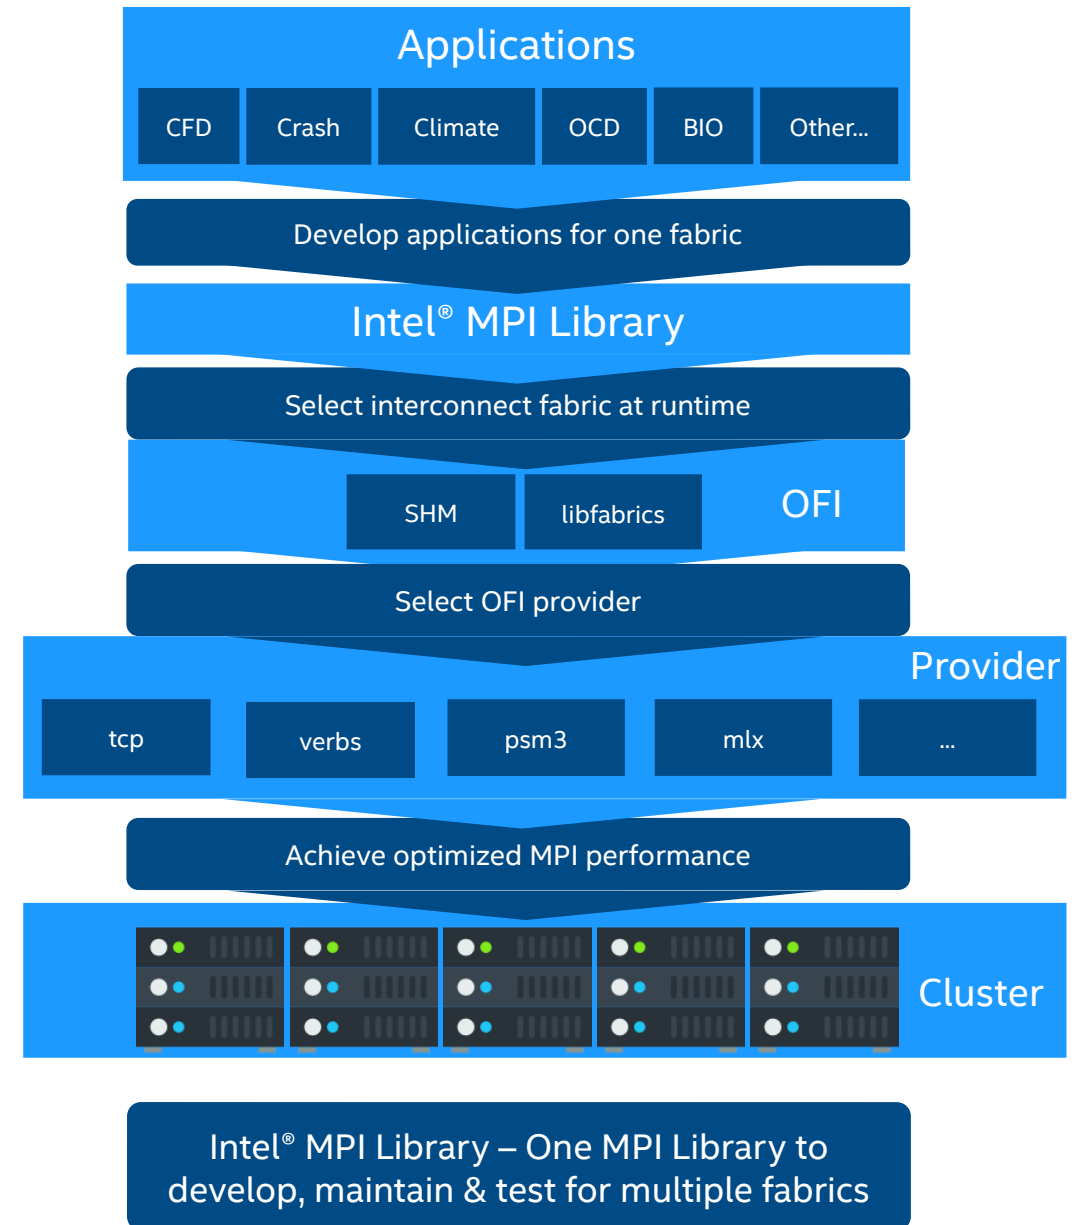 Applications
CFD
Crash
Climate
OCD
BIO
Other...
Develop applications for one fabric
Intel® MPI Library
Select interconnect fabric at runtime
SHM
libfabrics
OFI
Select OFI provider
Provider
tcp
verbs
psm3
mlx
...
Achieve optimized MPI performance
Cluster
Intel® MPI Library – One MPI Library to
develop, maintain & test for multiple fabrics